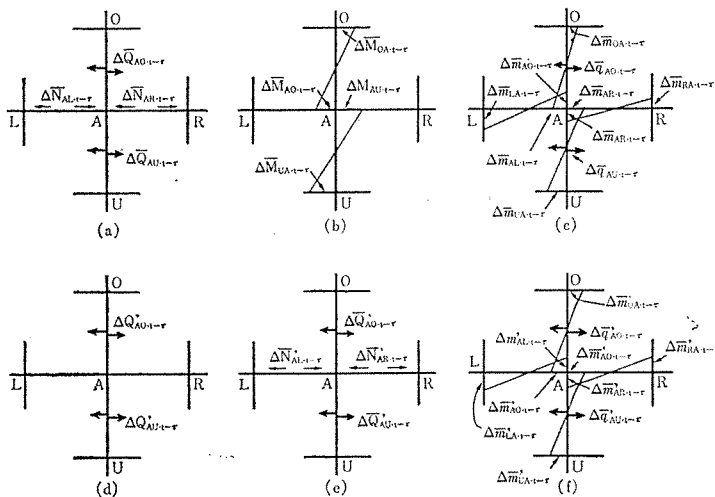 O
ΔQ̅AO·t−τ
ΔN̅AL·t−τ ΔN̅AR·t−τ
L A R
ΔQ̅AU·t−τ
U
(a)
O
ΔM̅OA·t−τ
ΔM̅AO·t−τ ΔM̅AU·t−τ
L A R
ΔM̅UA·t−τ
U
(b)
O
Δm̅OA·t−τ
Δm̅AO·t−τ Δq̅AO·t−τ
Δm̅LA·t−τ Δm̅AR·t−τ Δm̅RA·t−τ
L A R
Δm̅AR·t−τ
Δm̅AL·t−τ
Δq̅AU·t−τ
Δm̅UA·t−τ U
(c)
O
ΔQ'AO·t−τ
L A R
ΔQ'AU·t−τ
U
(d)
O
ΔQ̅'AO·t−τ
ΔN̅'AL·t−τ ΔN̅'AR·t−τ
L A R
ΔQ̅'AU·t−τ
U
(e)
O
Δq̅'AO·t−τ
Δm'AL·t−τ Δm̅'AO·t−τ Δm̅'RA·t−τ
L A R
Δm̅'AR·t−τ
Δm̅'AO·t−τ
Δq̅'AU·t−τ
Δm̅'LA·t−τ
U
Δm̅'UA·t−τ
(f)